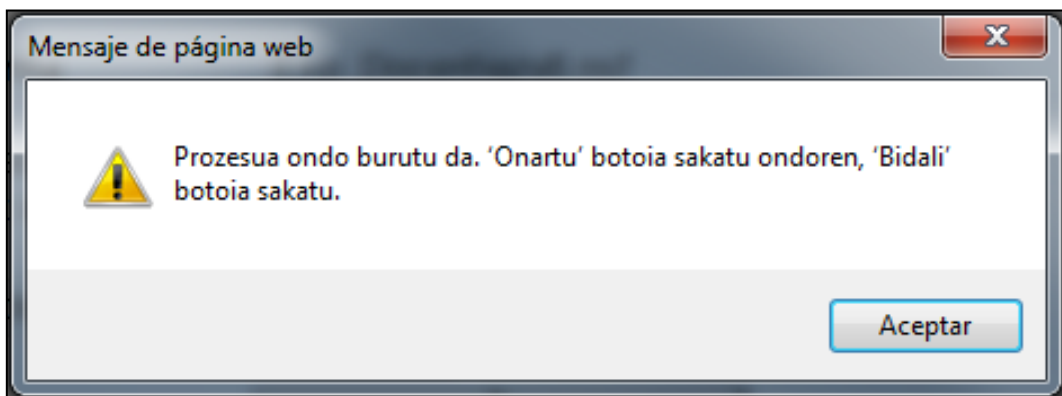 Mensaje de página web
Prozesua ondo burutu da. ‘Onartu’ botoia sakatu ondoren, ‘Bidali’
botoia sakatu.
Aceptar